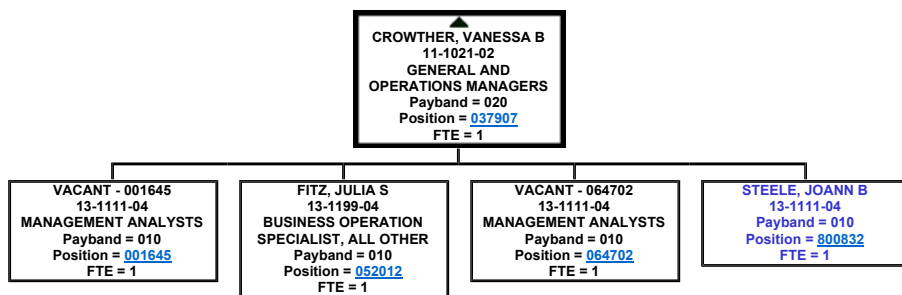 CROWTHER, VANESSA B
11-1021-02
GENERAL AND
OPERATIONS MANAGERS
Payband = 020
Position = 037907
FTE = 1
VACANT - 001645
13-1111-04
MANAGEMENT ANALYSTS
Payband = 010
Position = 001645
FTE = 1
FITZ, JULIA S
13-1199-04
BUSINESS OPERATION
SPECIALIST, ALL OTHER
Payband = 010
Position = 052012
FTE = 1
VACANT - 064702
13-1111-04
MANAGEMENT ANALYSTS
Payband = 010
Position = 064702
FTE = 1
STEELE, JOANN B
13-1111-04
Payband = 010
Position = 800832
FTE = 1